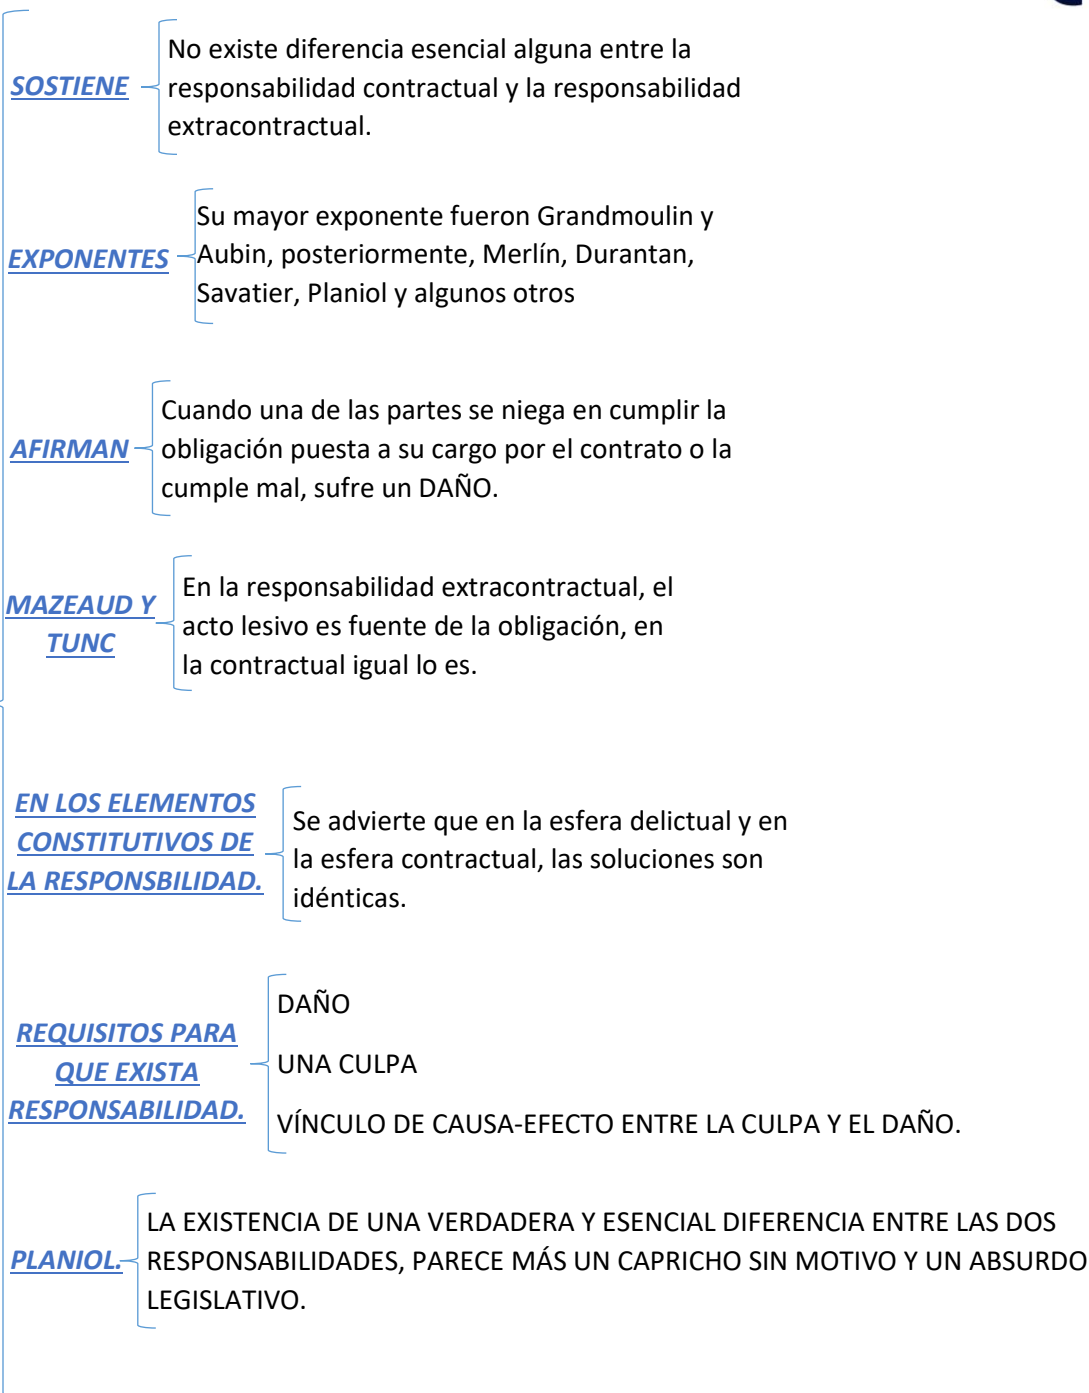 SOSTIENE
No existe diferencia esencial alguna entre la
responsabilidad contractual y la responsabilidad
extracontractual.
EXPONENTES
Su mayor exponente fueron Grandmoulin y
Aubin, posteriormente, Merlín, Durantan,
Savatier, Planiol y algunos otros
AFIRMAN
Cuando una de las partes se niega en cumplir la
obligación puesta a su cargo por el contrato o la
cumple mal, sufre un DAÑO.
MAZEAUD Y
TUNC
En la responsabilidad extracontractual, el
acto lesivo es fuente de la obligación, en
la contractual igual lo es.
EN LOS ELEMENTOS
CONSTITUTIVOS DE
LA RESPONSBILIDAD.
Se advierte que en la esfera delictual y en
la esfera contractual, las soluciones son
idénticas.
REQUISITOS PARA
QUE EXISTA
RESPONSABILIDAD.
DAÑO
UNA CULPA
VÍNCULO DE CAUSA-EFECTO ENTRE LA CULPA Y EL DAÑO.
PLANIOL.
LA EXISTENCIA DE UNA VERDADERA Y ESENCIAL DIFERENCIA ENTRE LAS DOS
RESPONSABILIDADES, PARECE MÁS UN CAPRICHO SIN MOTIVO Y UN ABSURDO
LEGISLATIVO.